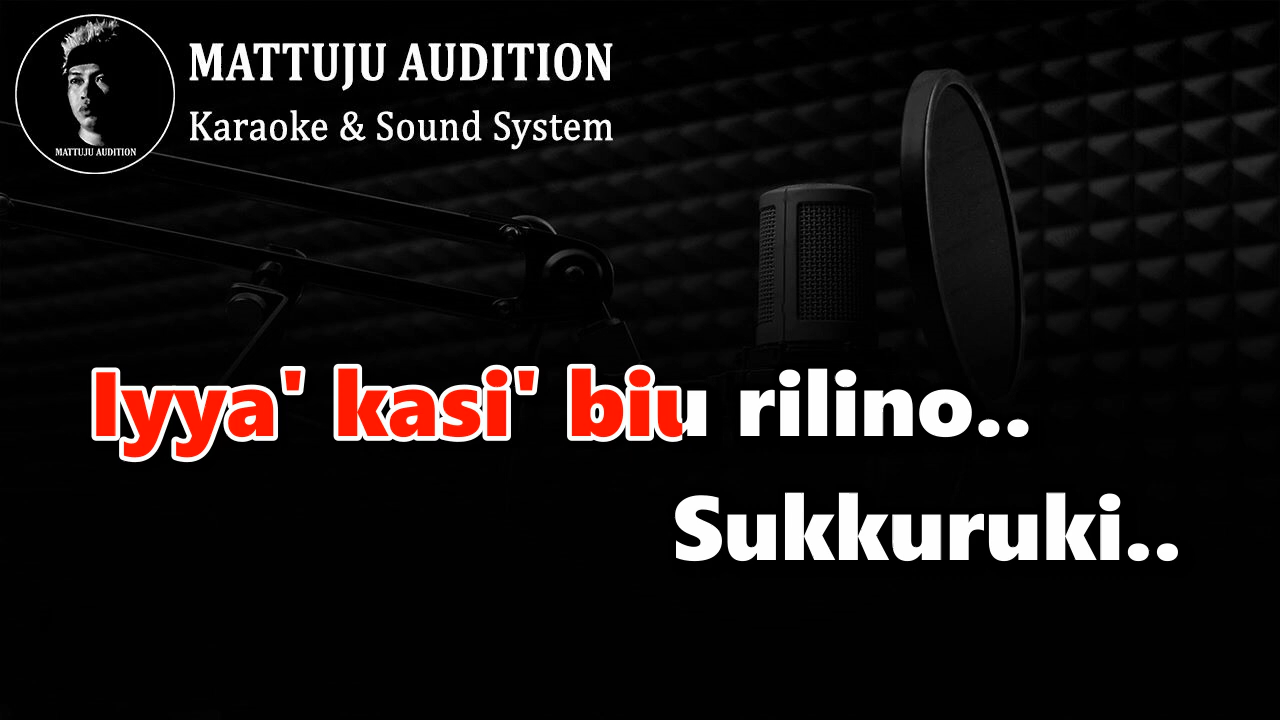 MATTUJU AUDITION
Karaoke & Sound System
MATTUJU AUDITION
Iyya' kasi' biu rilino..
Sukkuruki..